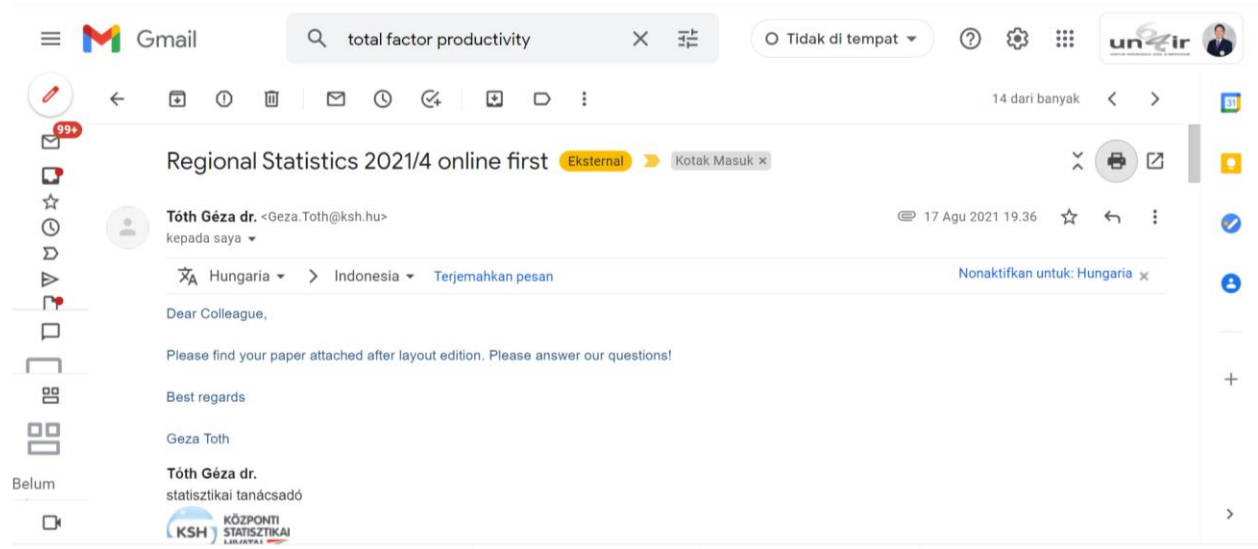 Gmail
total factor productivity
Tidak di tempat
un4ir
14 dari banyak
31
99+
Regional Statistics 2021/4 online first Eksternal Kotak Masuk ×
Tóth Géza dr. <Geza.Toth@ksh.hu>
17 Agu 2021 19.36
kepada saya
Hungaria > Indonesia Terjemahkan pesan
Nonaktifkan untuk: Hungaria ×
Dear Colleague,
Please find your paper attached after layout edition. Please answer our questions!
Best regards
Geza Toth
Tóth Géza dr.
statisztikai tanácsadó
Belum
KSH
KÖZPONTI
STATISZTIKAI